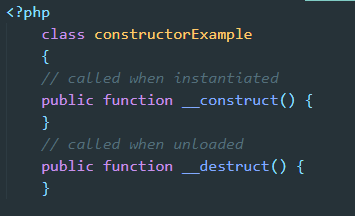 <?php
class constructorExample
{
// called when instantiated
public function __construct() {
}
// called when unloaded
public function __destruct() {
}